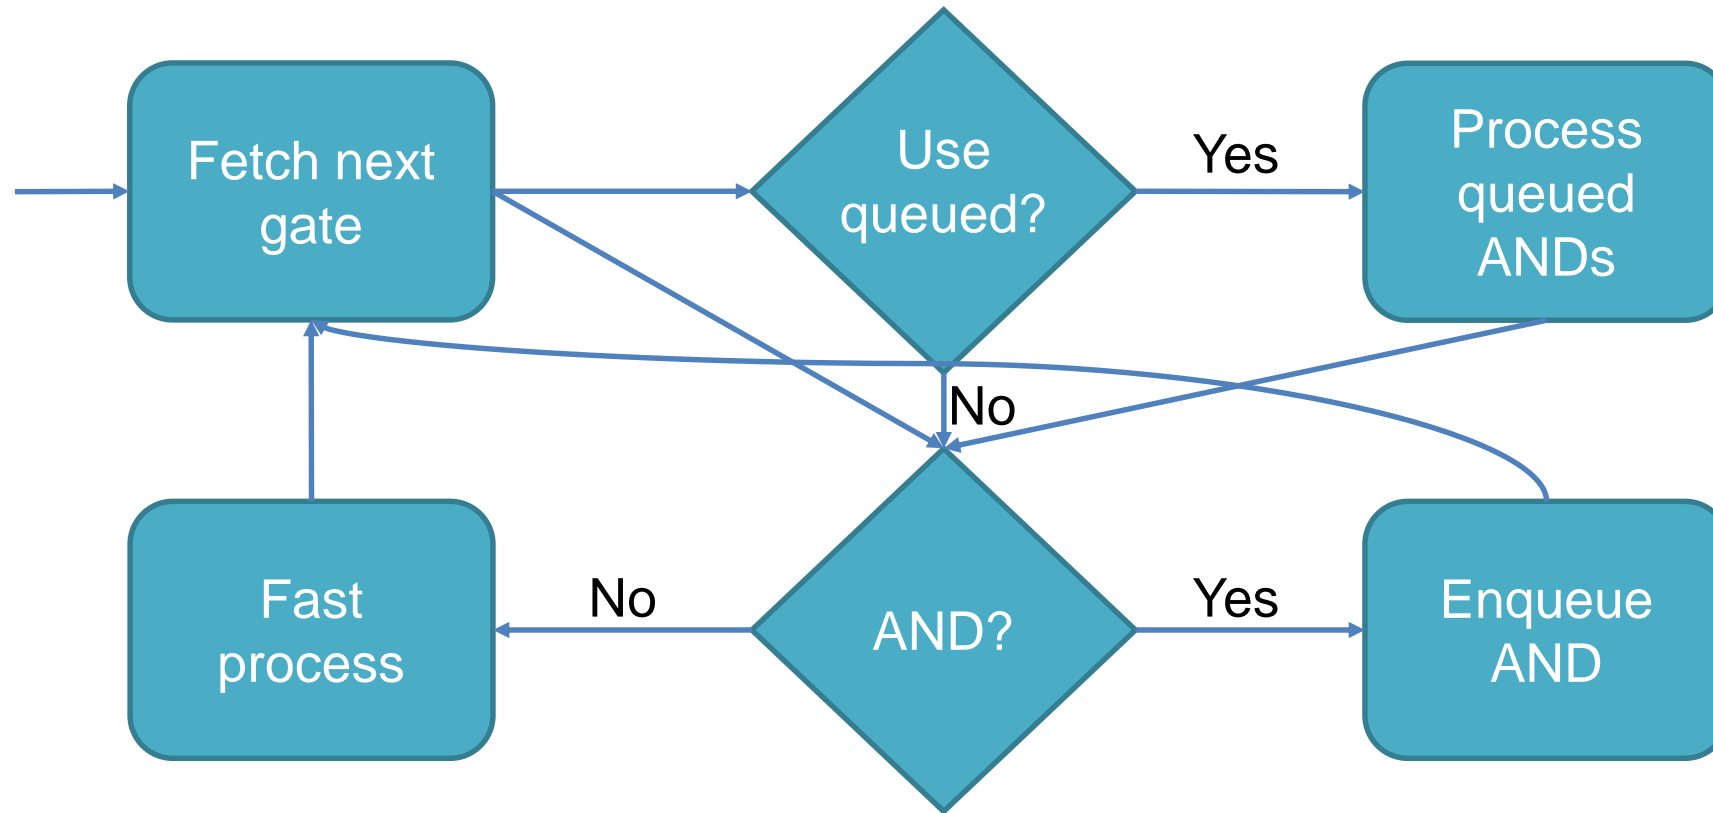 Fetch next
gate
Use
queued?
Yes
Process
queued
ANDs
No
Fast
process
No
AND?
Yes
Enqueue
AND